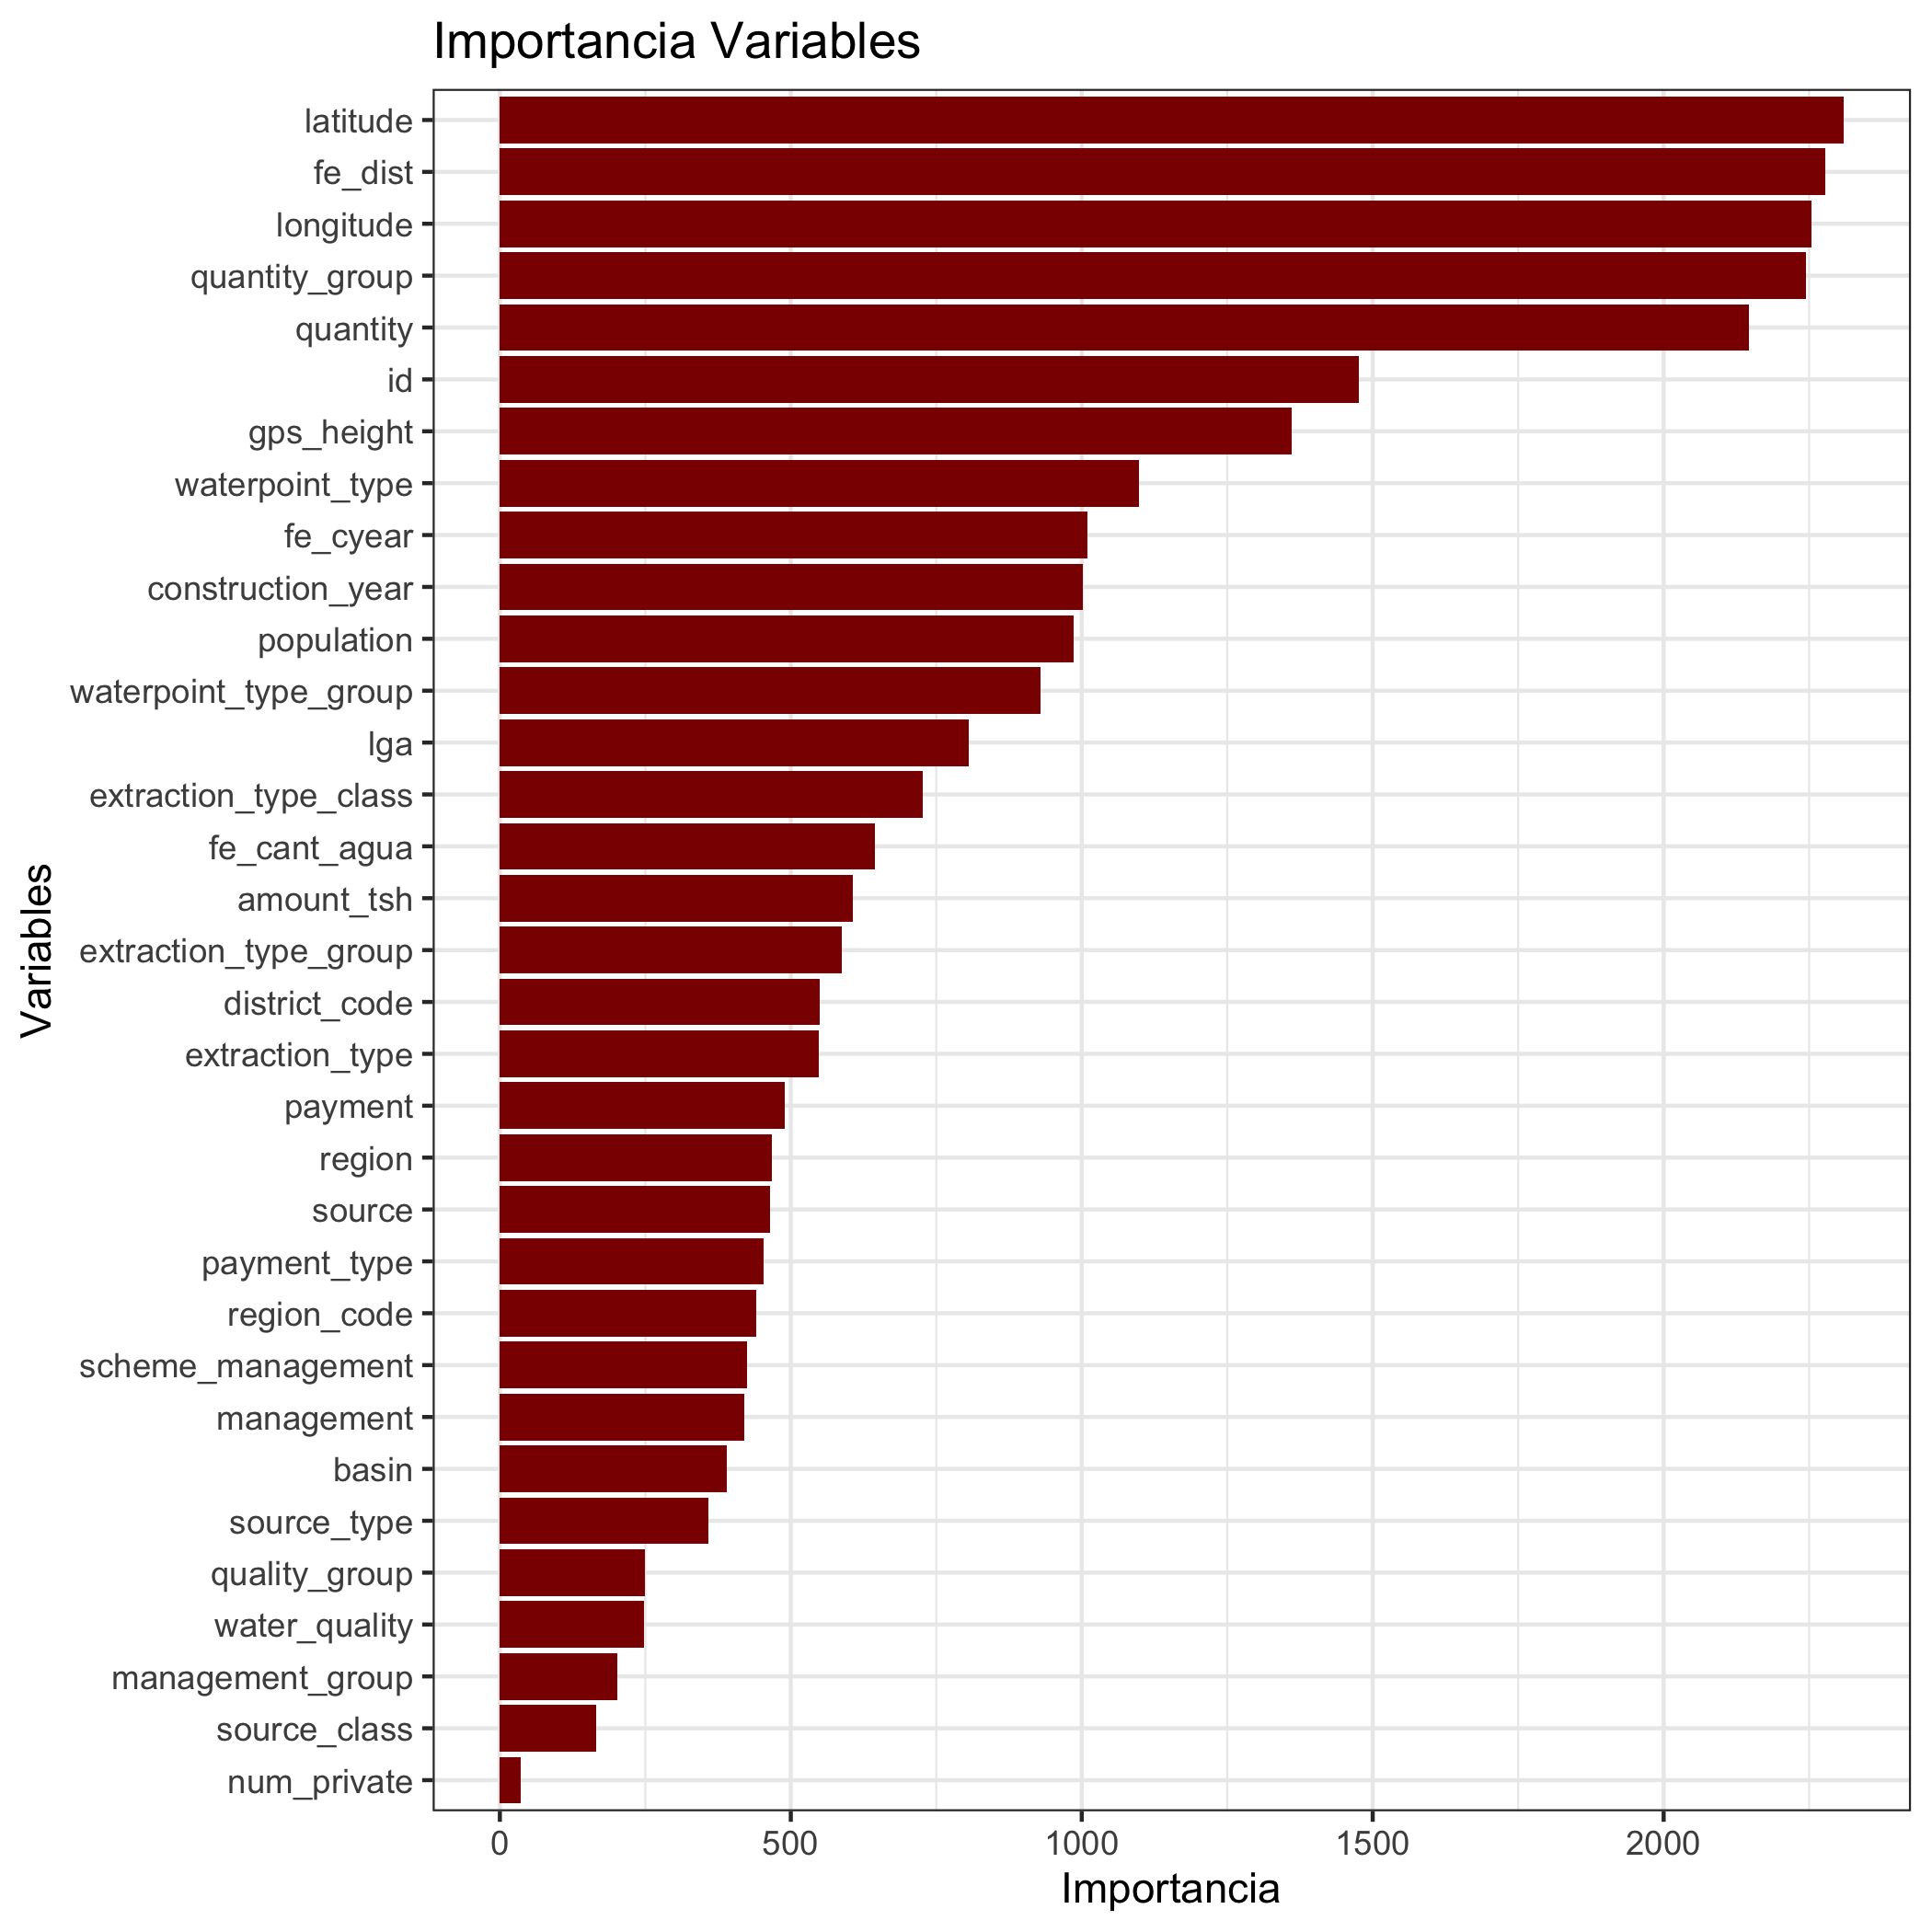 Importancia Variables
latitude
fe_dist
longitude
quantity_group
quantity
id
gps_height
waterpoint_type
fe_cyear
construction_year
population
waterpoint_type_group
lga
extraction_type_class
fe_cant_agua
amount_tsh
extraction_type_group
district_code
extraction_type
payment
region
source
payment_type
region_code
scheme_management
management
basin
source_type
quality_group
water_quality
management_group
source_class
num_private
Variables
0 500 1000 1500 2000
Importancia